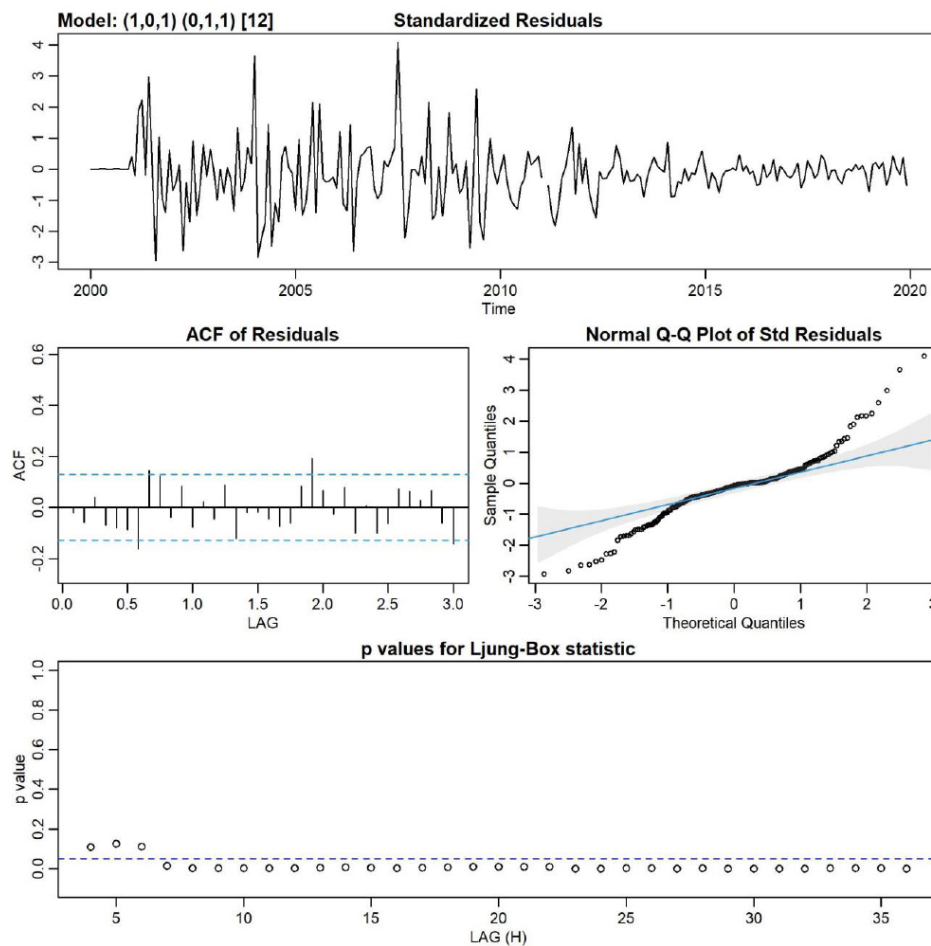 Model: (1,0,1) (0,1,1) [12] Standardized Residuals
4
3
2
1
0
-1
-2
-3
2000 2005 2010 2015 2020
Time
ACF of Residuals
0.6
0.4
0.2
0.0
-0.2
ACF
0.0 0.5 1.0 1.5 2.0 2.5 3.0
LAG
Normal Q-Q Plot of Std Residuals
4
3
2
1
0
-1
-2
-3
Sample Quantiles
-3 -2 -1 0 1 2 3
Theoretical Quantiles
p values for Ljung-Box statistic
1.0
0.8
0.6
0.4
0.2
0.0
p value
5 10 15 20 25 30 35
LAG (H)